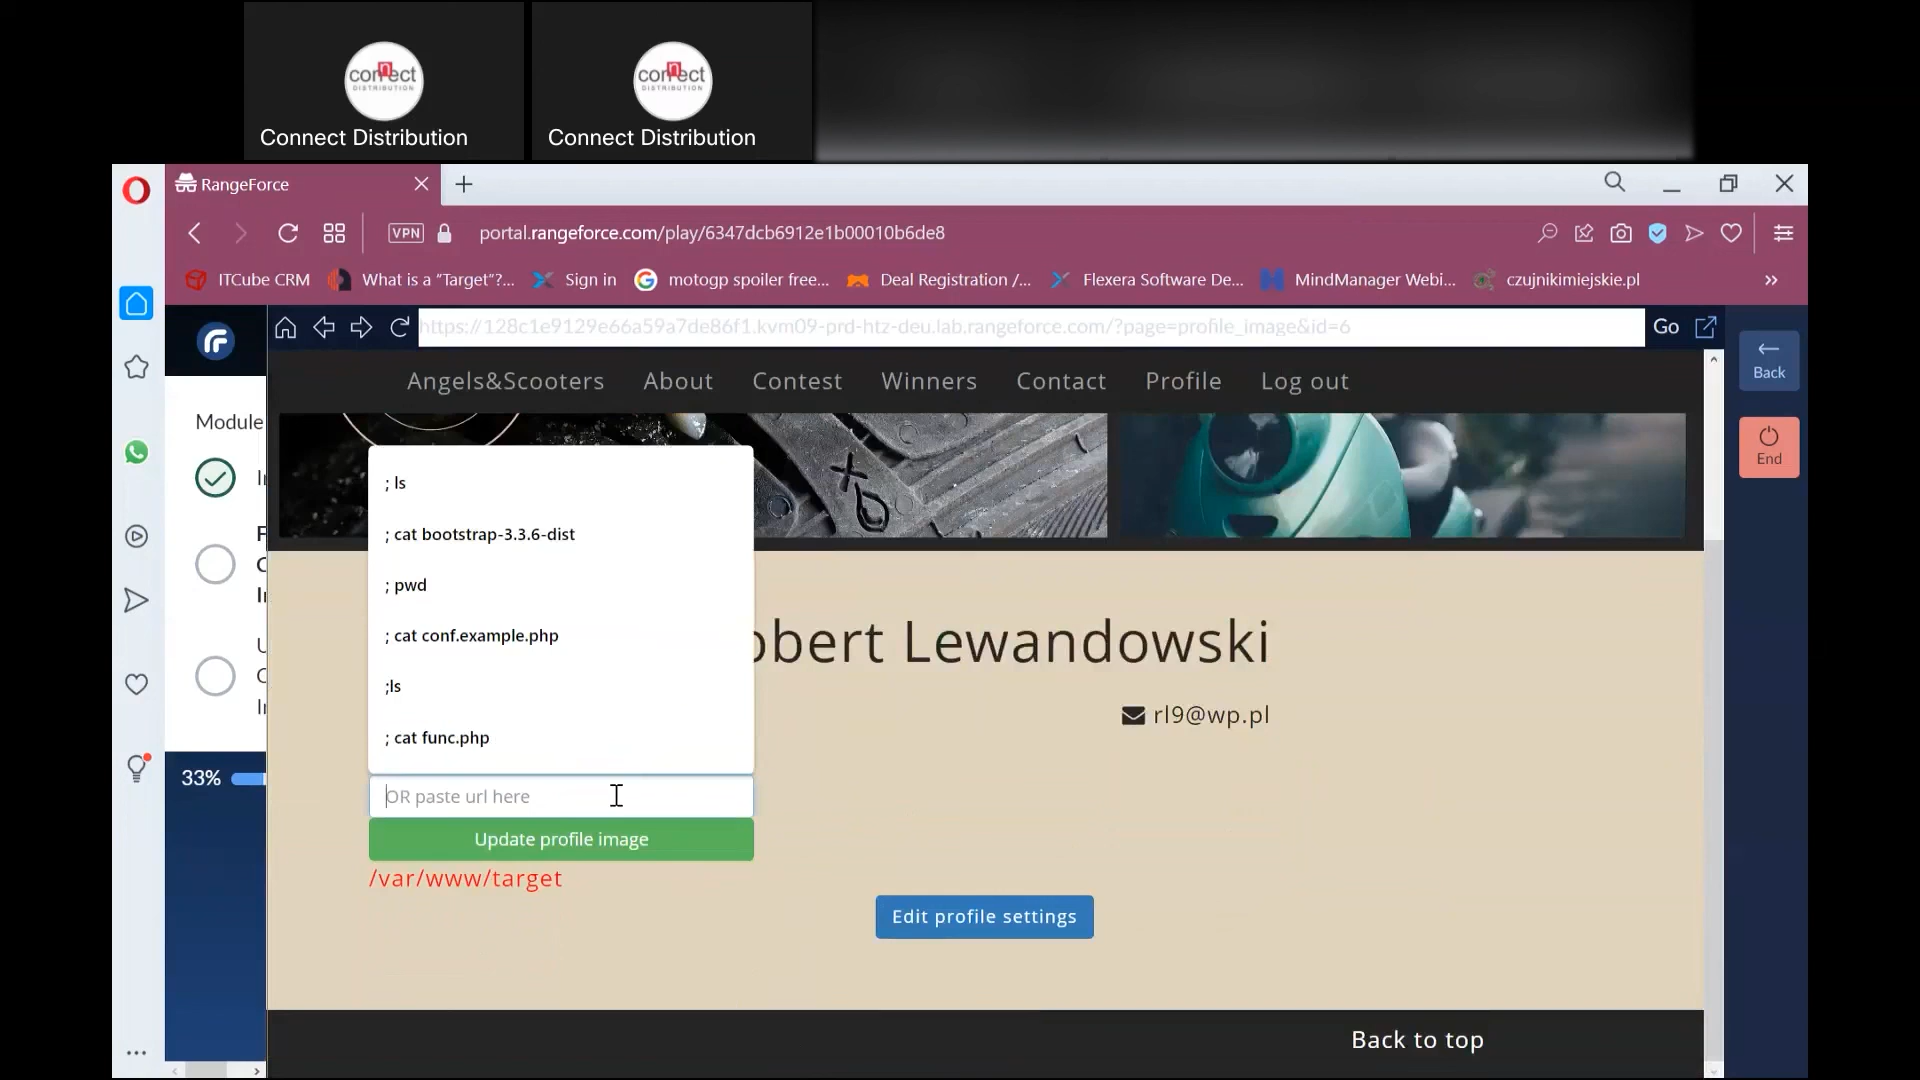 connect
DISTRIBUTION
Connect Distribution
connect
DISTRIBUTION
Connect Distribution
RangeForce
VPN
portal.rangeforce.com/play/6347dcb6912e1b00010b6de8
ITCube CRM
What is a “Target”?...
Sign in
motogp spoiler free...
Deal Registration /...
Flexera Software De...
MindManager Webi...
czujnikimiejskie.pl
https://128c1e9129e66a59a7de86f1.kvm09-prd-htz-deu.lab.rangeforce.com/?page=profile_image&id=6
Go
Back
End
Angels&Scooters
About
Contest
Winners
Contact
Profile
Log out
Module
; ls
; cat bootstrap-3.3.6-dist
; pwd
; cat conf.example.php
;ls
; cat func.php
OR paste url here
Update profile image
/var/www/target
obert Lewandowski
rl9@wp.pl
Edit profile settings
33%
Back to top